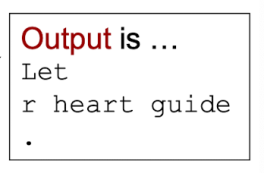 Output is …
Let
r heart guide
.